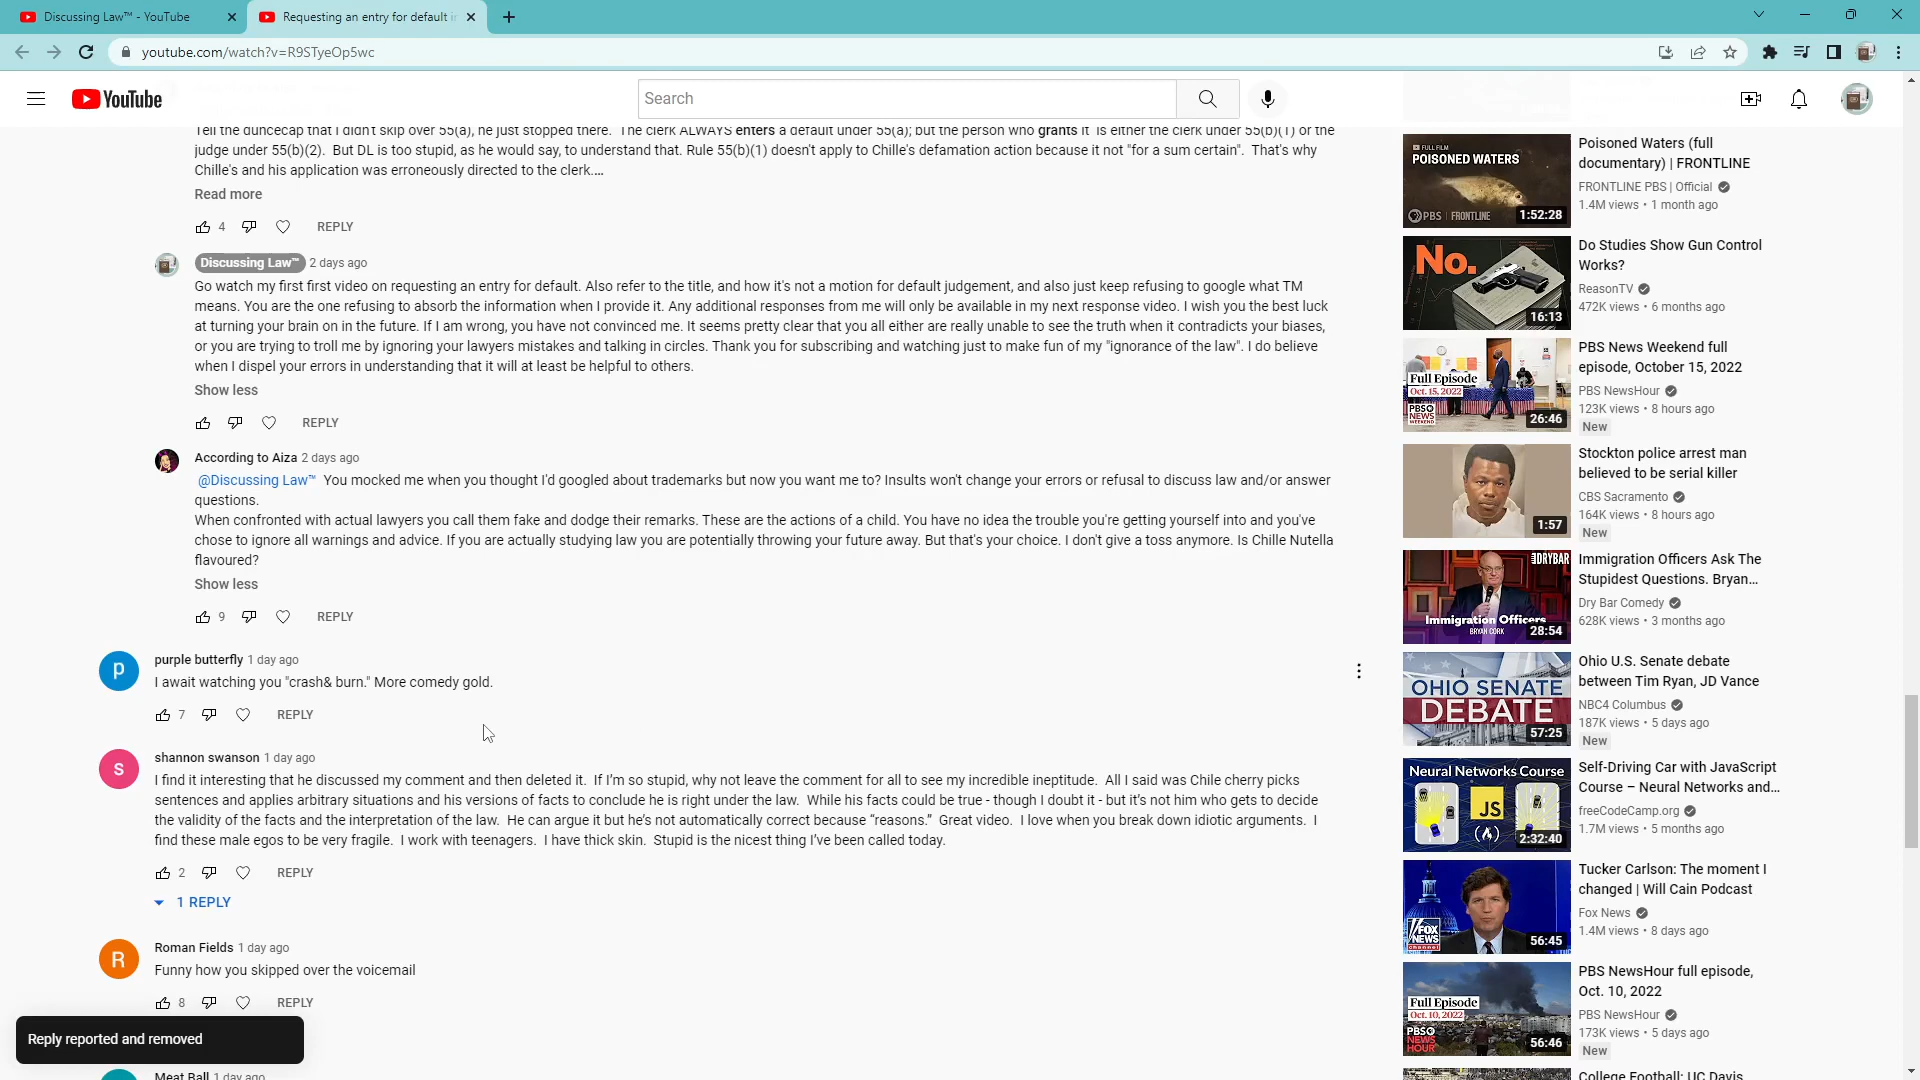 Discussing Law™ - YouTube
Requesting an entry for default in
youtube.com/watch?v=R9STyeOp5wc
YouTube
Search
Tell the duncecap that I didn't skip over 55(a), he just stopped there. The clerk ALWAYS enters a default under 55(a); but the person who grants it is either the clerk under 55(b)(1) or the
judge under 55(b)(2). But DL is too stupid, as he would say, to understand that. Rule 55(b)(1) doesn't apply to Chille's defamation action because it not "for a sum certain". That's why
Chille's and his application was erroneously directed to the clerk....
Read more
4 REPLY
Discussing Law™ 2 days ago
Go watch my first first video on requesting an entry for default. Also refer to the title, and how it's not a motion for default judgement, and also just keep refusing to google what TM
means. You are the one refusing to absorb the information when I provide it. Any additional responses from me will only be available in my next response video. I wish you the best luck
at turning your brain on in the future. If I am wrong, you have not convinced me. It seems pretty clear that you all either are really unable to see the truth when it contradicts your biases,
or you are trying to troll me by ignoring your lawyers mistakes and talking in circles. Thank you for subscribing and watching just to make fun of my "ignorance of the law". I do believe
when I dispel your errors in understanding that it will at least be helpful to others.
Show less
REPLY
According to Aiza 2 days ago
@Discussing Law™ You mocked me when you thought I'd googled about trademarks but now you want me to? Insults won't change your errors or refusal to discuss law and/or answer
questions.
When confronted with actual lawyers you call them fake and dodge their remarks. These are the actions of a child. You have no idea the trouble you're getting yourself into and you've
chose to ignore all warnings and advice. If you are actually studying law you are potentially throwing your future away. But that's your choice. I don't give a toss anymore. Is Chille Nutella
flavoured?
Show less
9 REPLY
p
purple butterfly 1 day ago
I await watching you "crash& burn." More comedy gold.
7 REPLY
s
shannon swanson 1 day ago
I find it interesting that he discussed my comment and then deleted it. If I'm so stupid, why not leave the comment for all to see my incredible ineptitude. All I said was Chile cherry picks
sentences and applies arbitrary situations and his versions of facts to conclude he is right under the law. While his facts could be true - though I doubt it - but it's not him who gets to decide
the validity of the facts and the interpretation of the law. He can argue it but he's not automatically correct because “reasons.” Great video. I love when you break down idiotic arguments. I
find these male egos to be very fragile. I work with teenagers. I have thick skin. Stupid is the nicest thing I've been called today.
2 REPLY
1 REPLY
R
Roman Fields 1 day ago
Funny how you skipped over the voicemail
8 REPLY
Reply reported and removed
Meat Ball 1 day ago
FULL FILM
POISONED WATERS
PBS FRONTLINE
1:52:28
Poisoned Waters (full
documentary) | FRONTLINE
FRONTLINE PBS | Official
1.4M views • 1 month ago
No.
16:13
Do Studies Show Gun Control
Works?
ReasonTV
472K views • 6 months ago
Full Episode
Oct. 15, 2022
PBS NEWS WEEKEND
26:46
PBS News Weekend full
episode, October 15, 2022
PBS NewsHour
123K views • 8 hours ago
New
1:57
Stockton police arrest man
believed to be serial killer
CBS Sacramento
164K views • 8 hours ago
New
DRYBAR
Immigration Officers
BRYAN CORK
28:54
Immigration Officers Ask The
Stupidest Questions. Bryan...
Dry Bar Comedy
628K views • 3 months ago
OHIO SENATE
DEBATE
57:25
Ohio U.S. Senate debate
between Tim Ryan, JD Vance
NBC4 Columbus
187K views • 5 days ago
New
Neural Networks Course
JS
2:32:40
Self-Driving Car with JavaScript
Course – Neural Networks and...
freeCodeCamp.org
1.7M views • 5 months ago
FOX NEWS channel
56:45
Tucker Carlson: The moment I
changed | Will Cain Podcast
Fox News
1.4M views • 8 days ago
Full Episode
Oct. 10, 2022
PBS NEWS HOUR
56:46
PBS NewsHour full episode,
Oct. 10, 2022
PBS NewsHour
173K views • 5 days ago
New
College Football: UC Davis